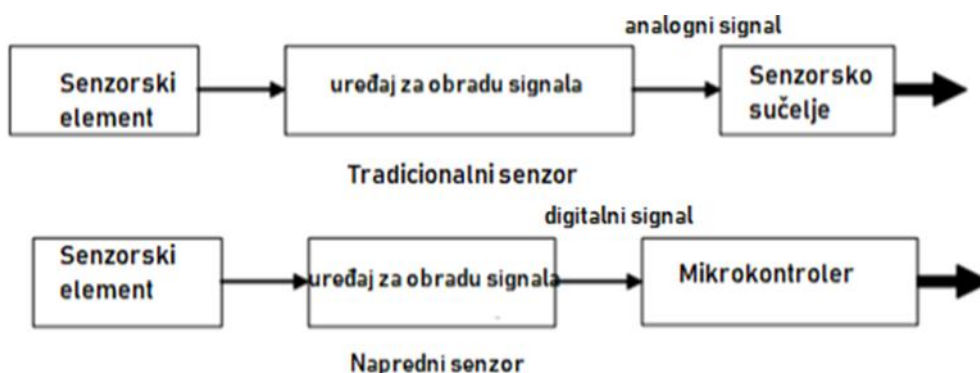 analogni signal
Senzorski
element
uređaj za obradu signala
Senzorsko
sučelje
Tradicionalni senzor
digitalni signal
Senzorski
element
uređaj za obradu signala
Mikrokontroler
Napredni senzor